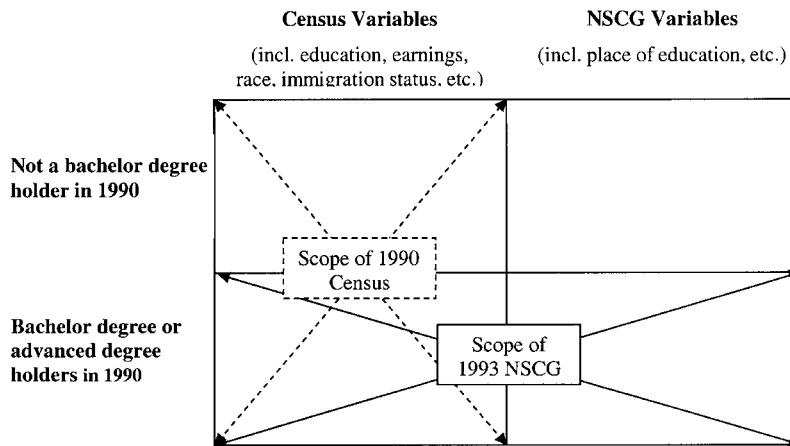 Census Variables
NSCG Variables
(incl. education, earnings,
race, immigration status, etc.)
(incl. place of education, etc.)
Not a bachelor degree
holder in 1990
Scope of 1990
Census
Bachelor degree or
advanced degree
holders in 1990
Scope of
1993 NSCG